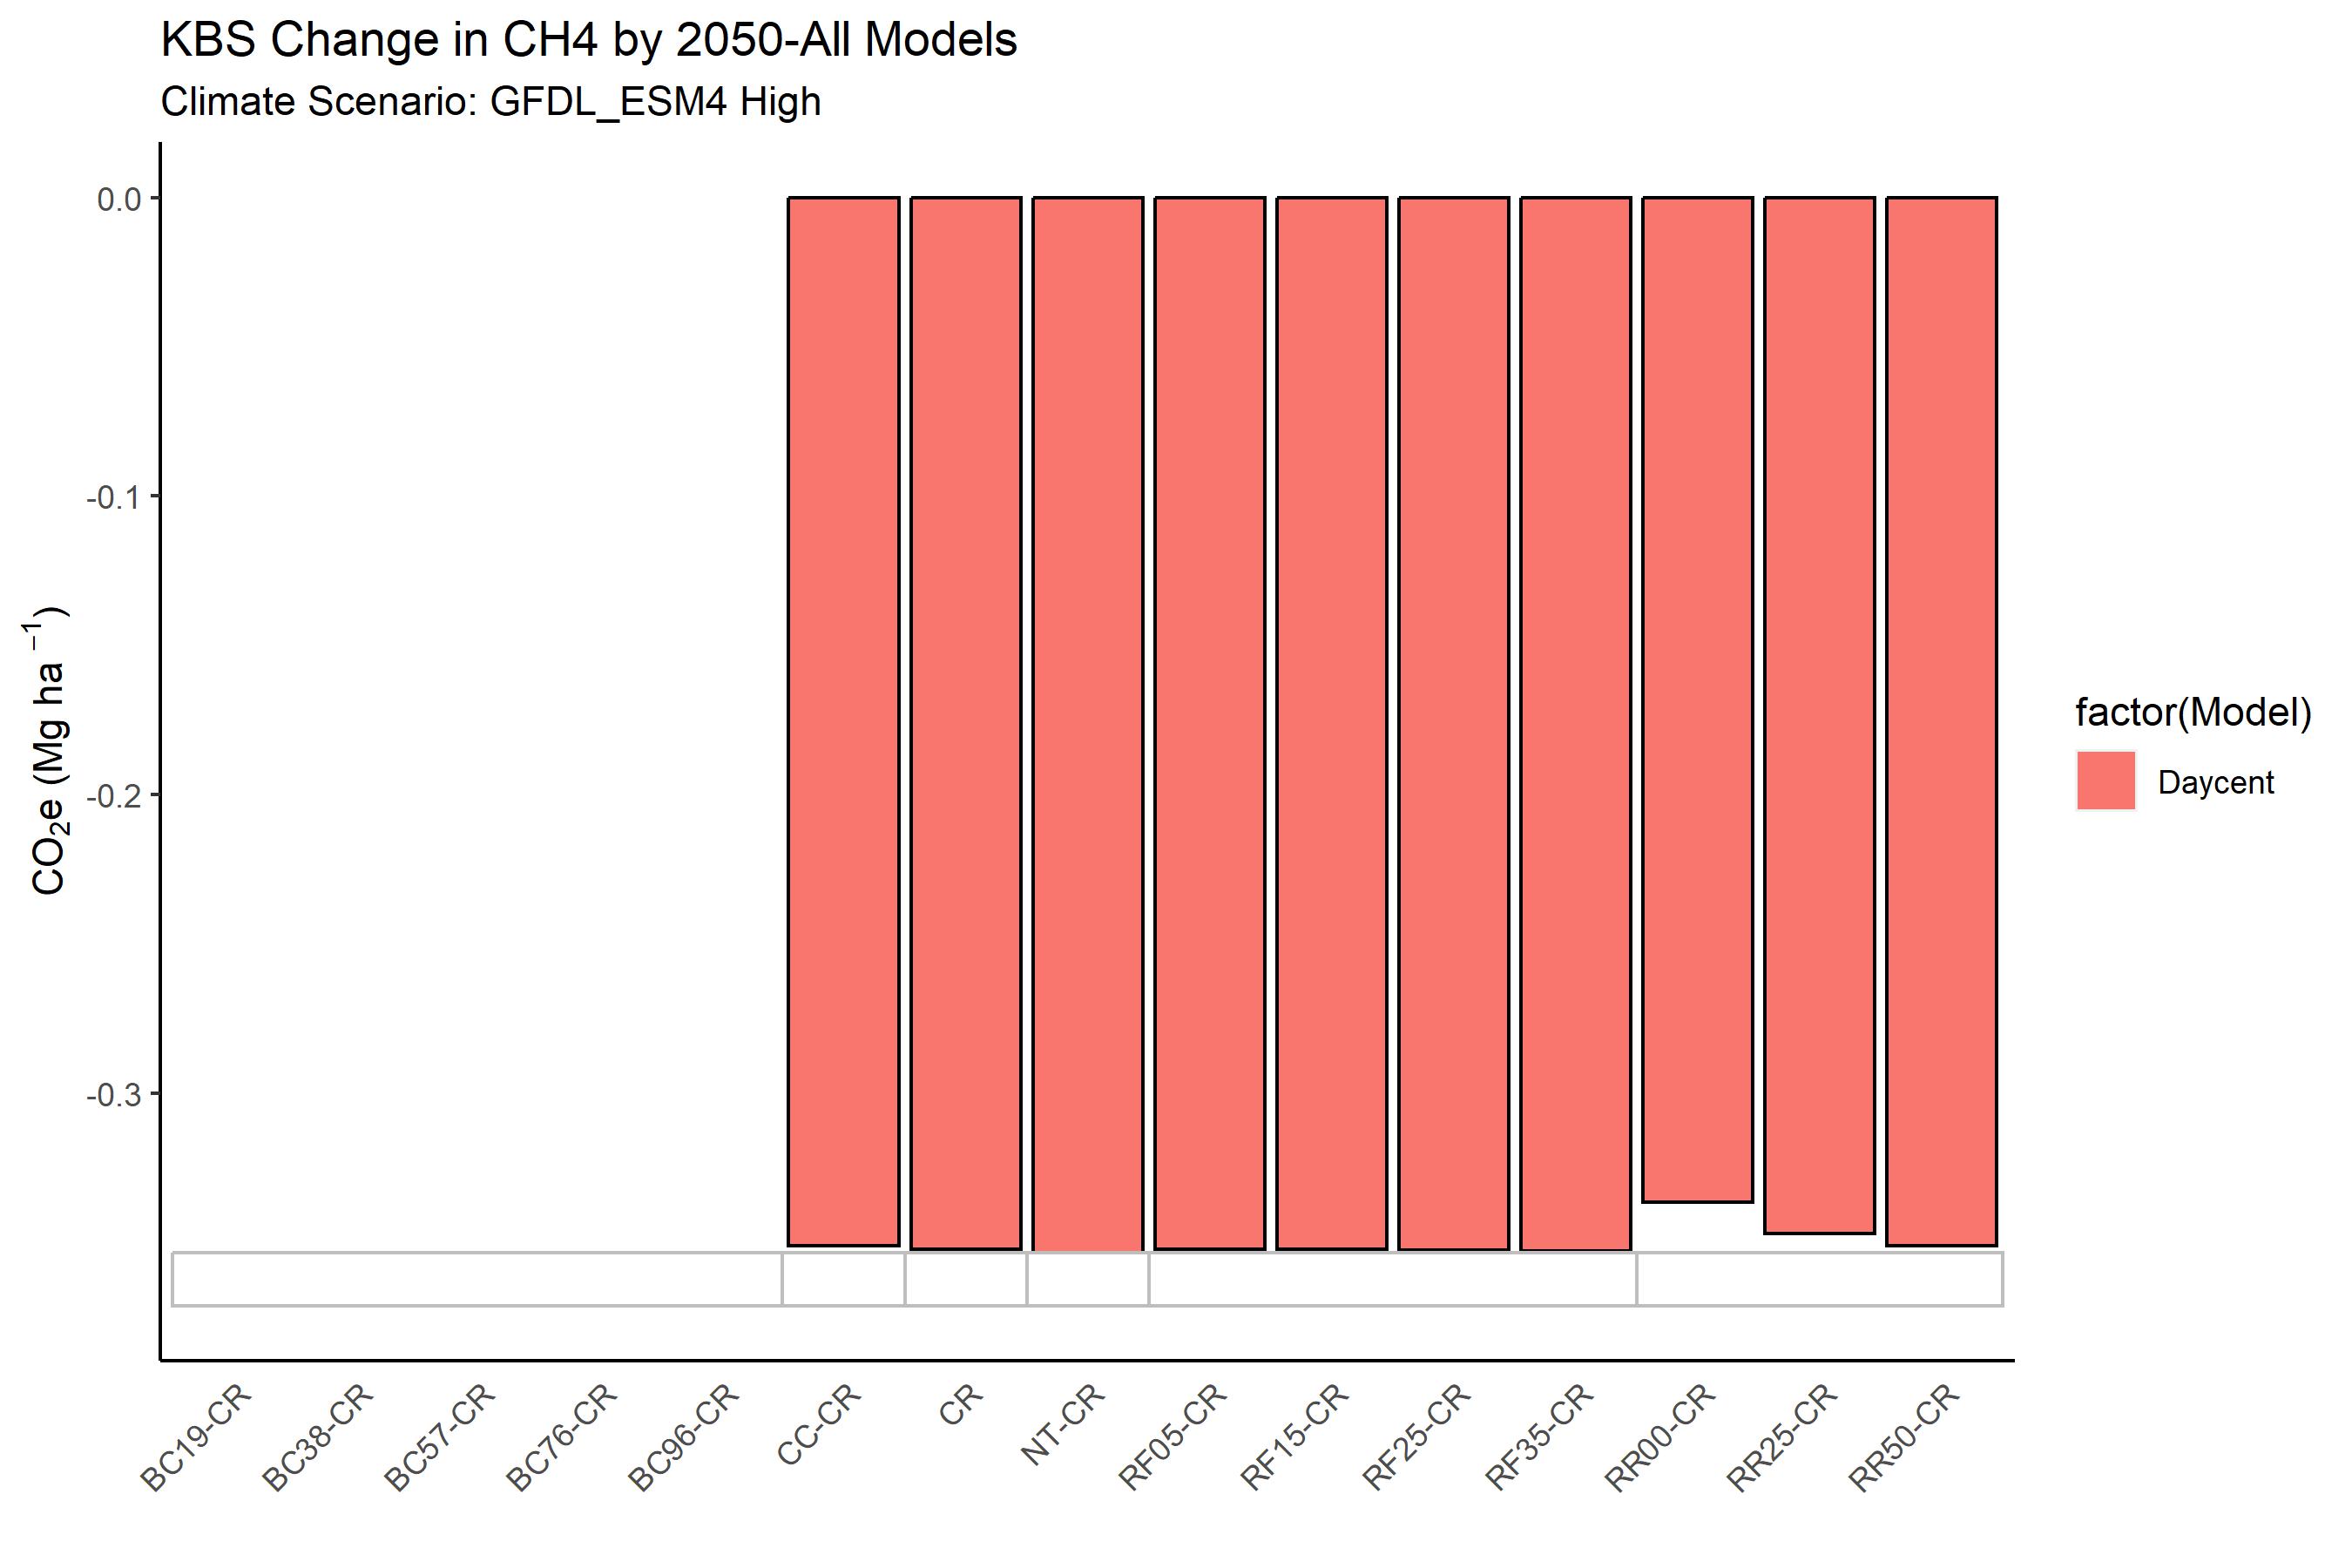 KBS Change in CH4 by 2050-All Models
Climate Scenario: GFDL_ESM4 High
CO₂e (Mg ha ⁻¹)
0.0
-0.1
-0.2
-0.3
BC19-CR
BC38-CR
BC57-CR
BC76-CR
BC96-CR
CC-CR
CR
NT-CR
RF05-CR
RF15-CR
RF25-CR
RF35-CR
RR00-CR
RR25-CR
RR50-CR
factor(Model)
Daycent